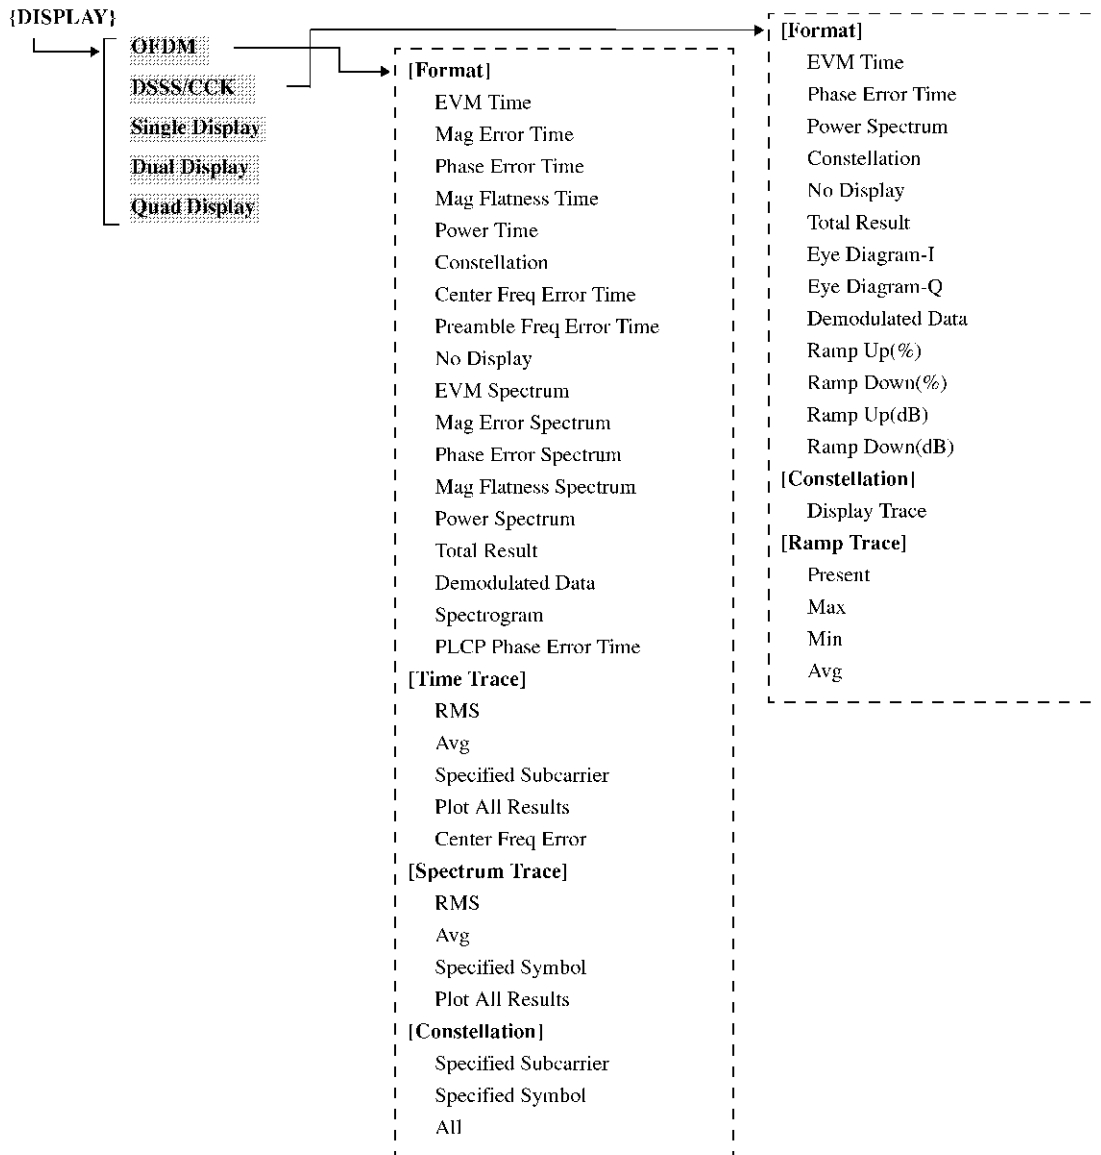 {DISPLAY}
OFDM
DSSS/CCK
Single Display
Dual Display
Quad Display
[Format]
EVM Time
Mag Error Time
Phase Error Time
Mag Flatness Time
Power Time
Constellation
Center Freq Error Time
Preamble Freq Error Time
No Display
EVM Spectrum
Mag Error Spectrum
Phase Error Spectrum
Mag Flatness Spectrum
Power Spectrum
Total Result
Demodulated Data
Spectrogram
PLCP Phase Error Time
[Time Trace]
RMS
Avg
Specified Subcarrier
Plot All Results
Center Freq Error
[Spectrum Trace]
RMS
Avg
Specified Symbol
Plot All Results
[Constellation]
Specified Subcarrier
Specified Symbol
All
[Format]
EVM Time
Phase Error Time
Power Spectrum
Constellation
No Display
Total Result
Eye Diagram-I
Eye Diagram-Q
Demodulated Data
Ramp Up(%)
Ramp Down(%)
Ramp Up(dB)
Ramp Down(dB)
[Constellation]
Display Trace
[Ramp Trace]
Present
Max
Min
Avg